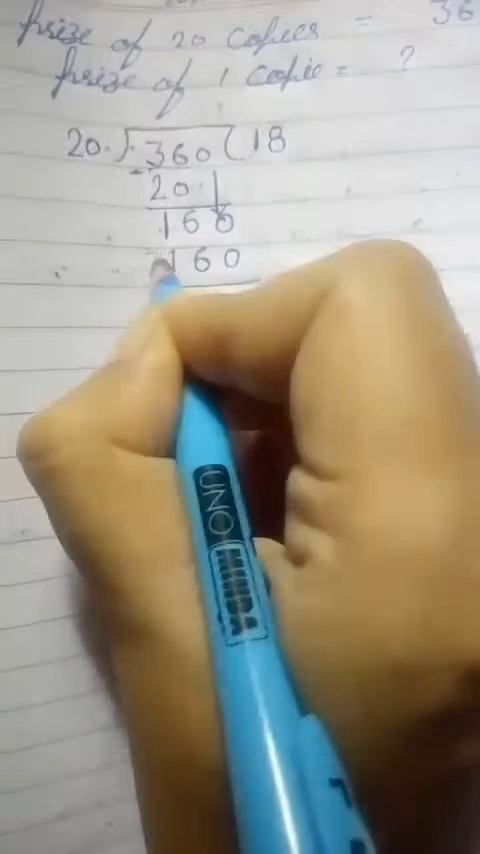 prize of 20 copies = 36
prize of 1 copie = ?
20.) 360 ( 18
- 20
160
- 160
UNO MINDA